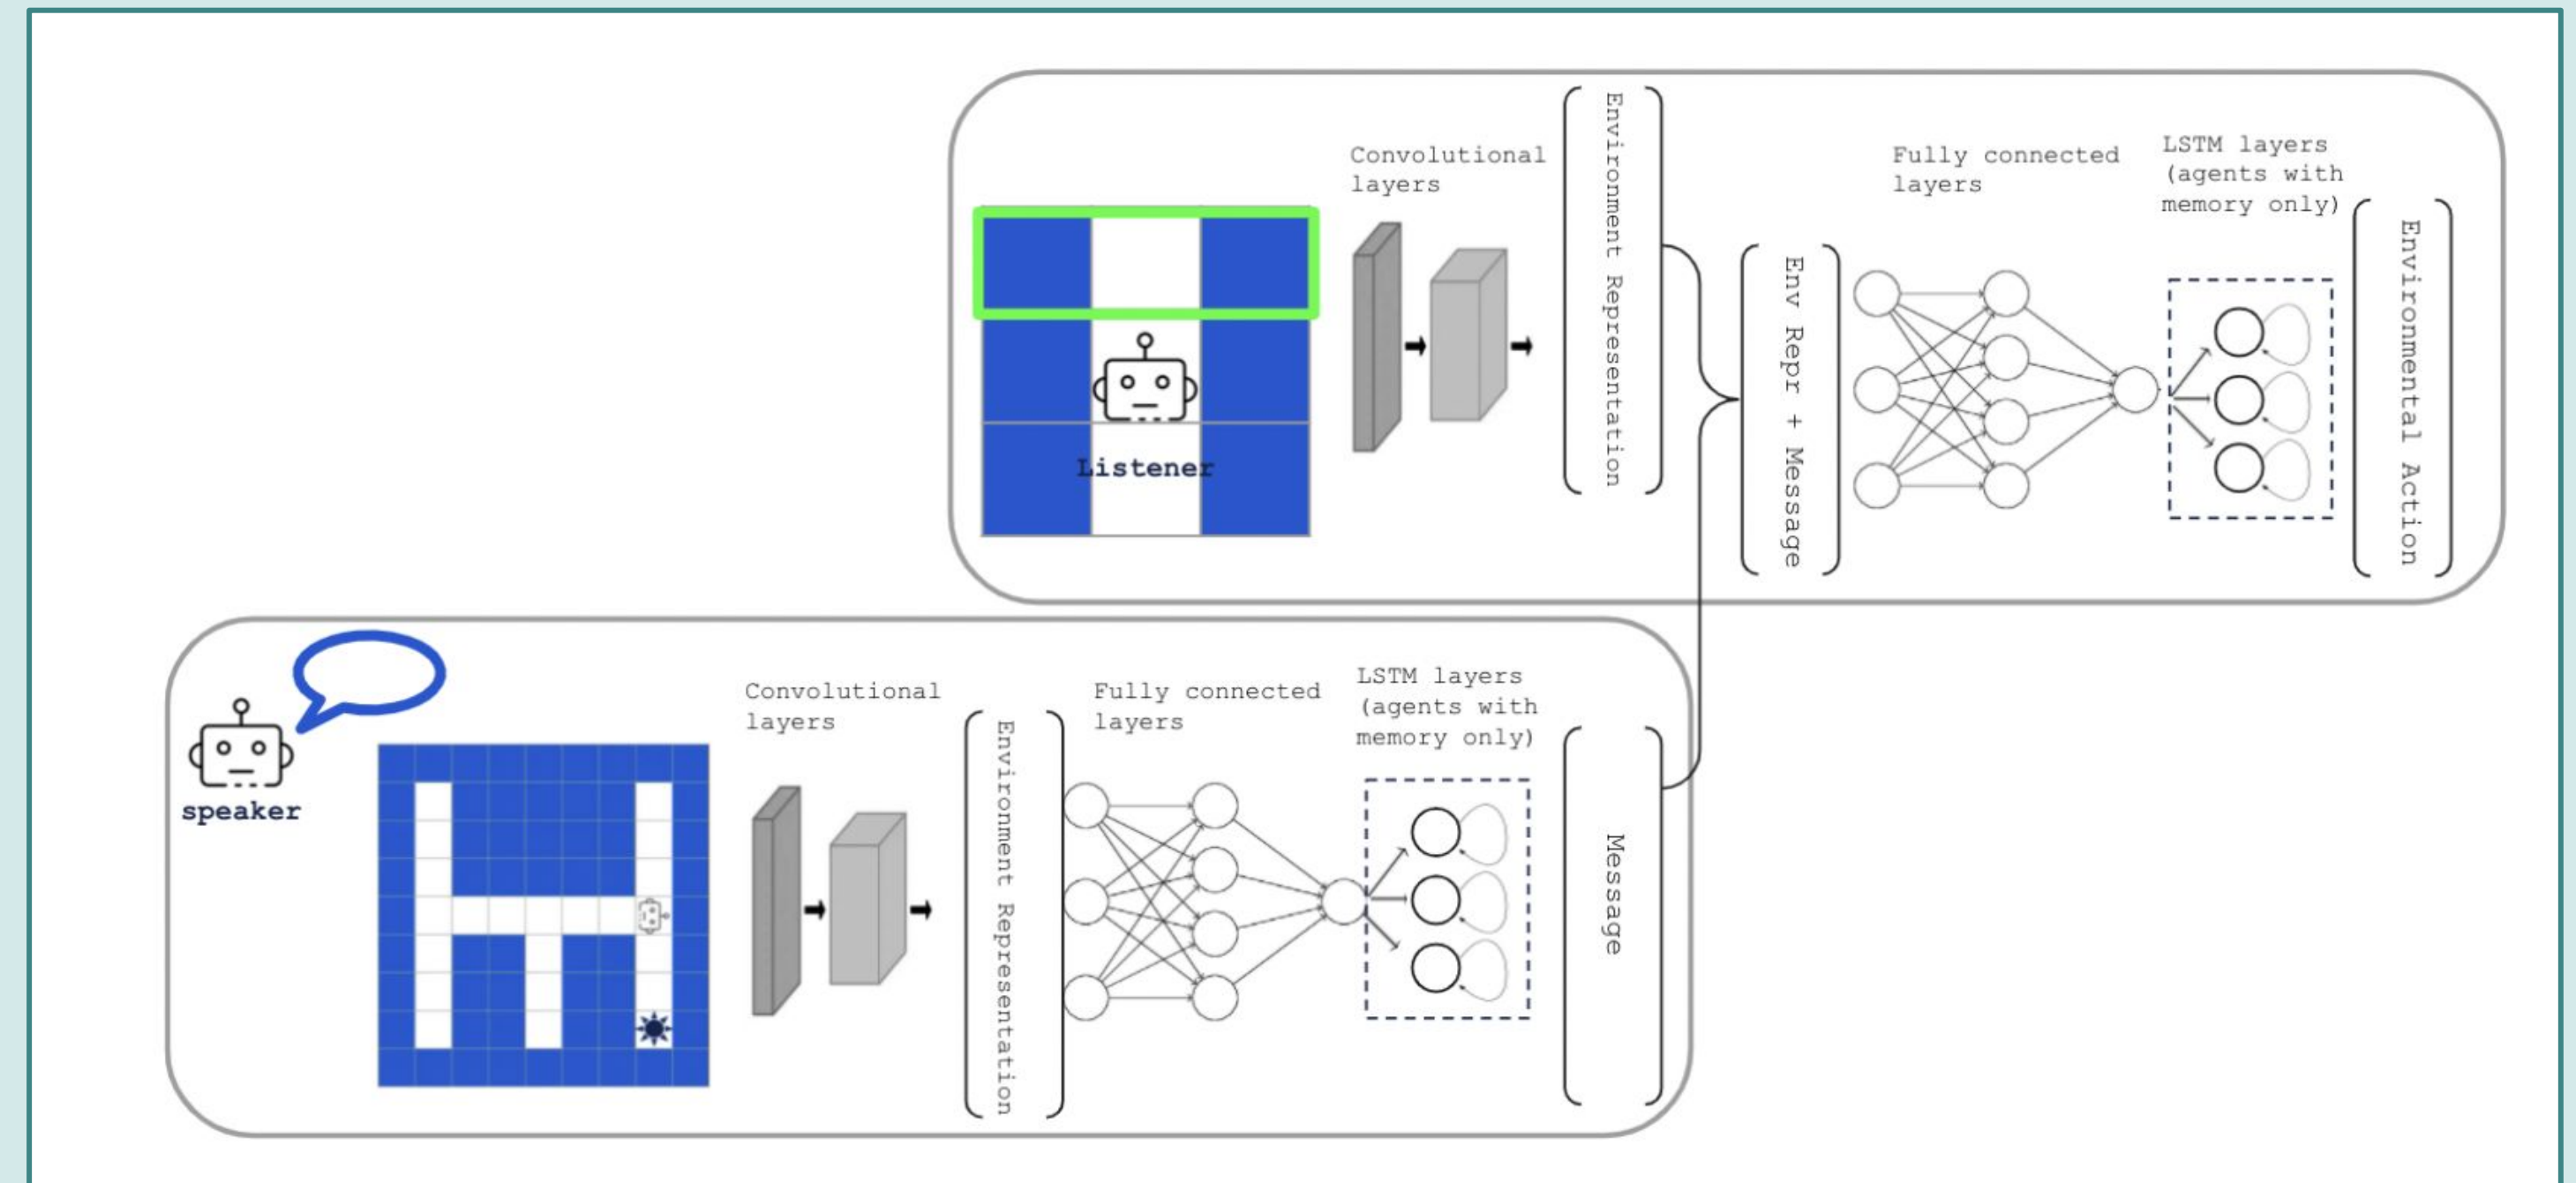 Convolutional
layers
Environment Representation
Env Repr + Message
Fully connected
layers
LSTM layers
(agents with
memory only)
Environmental Action
Listener
speaker
Convolutional
layers
Environment Representation
Fully connected
layers
LSTM layers
(agents with
memory only)
Message